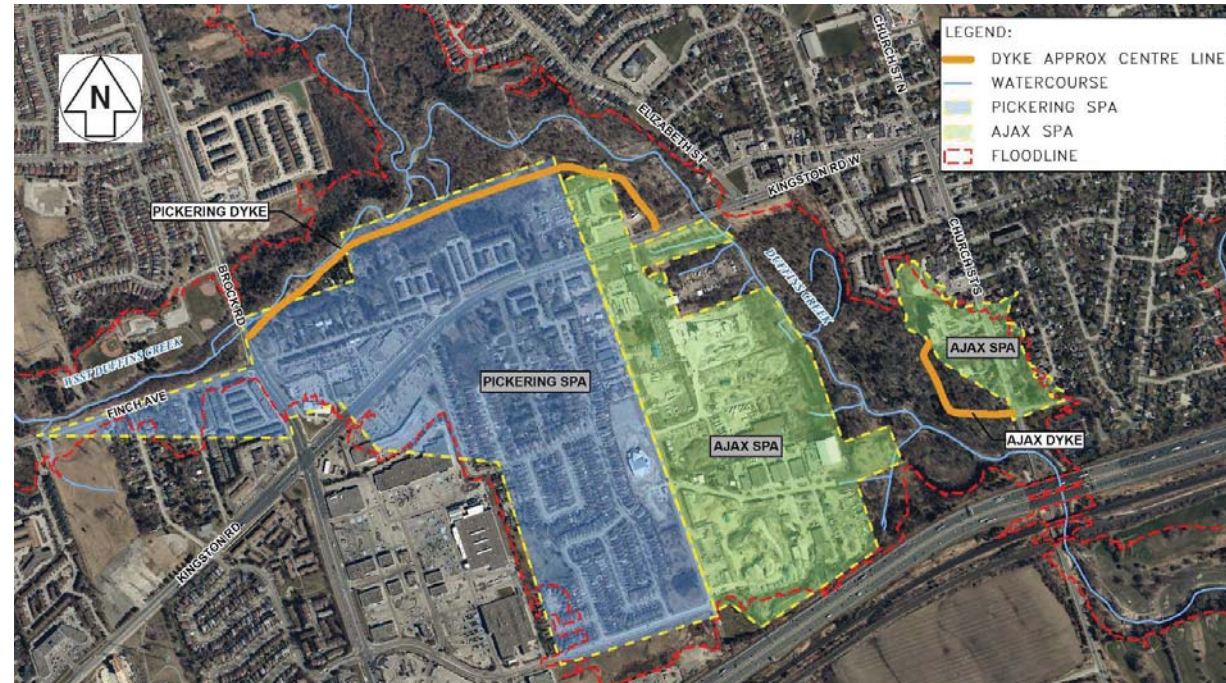 N
LEGEND:
DYKE APPROX CENTRE LINE
WATERCOURSE
PICKERING SPA
AJAX SPA
FLOODLINE
CHURCH ST N
ELIZABETH ST
KINGSTON RD W
PICKERING DYKE
BROCK RD
CHURCH ST S
DUFFINS CREEK
WEST DUFFINS CREEK
AJAX SPA
FINCH AVE
PICKERING SPA
AJAX SPA
AJAX DYKE
KINGSTON RD